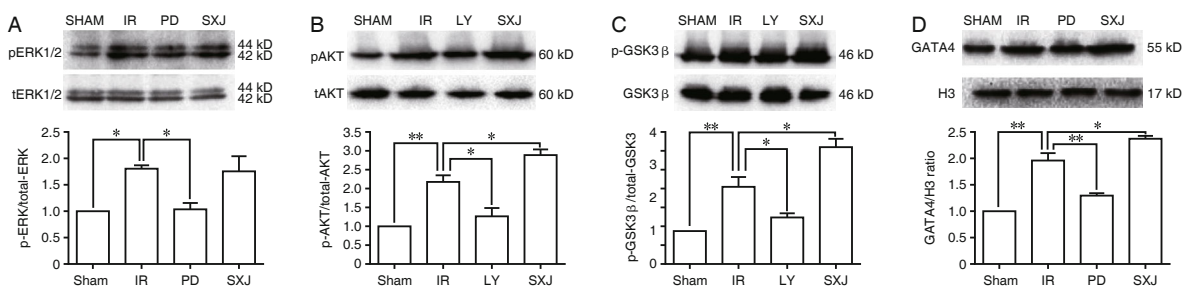 A
SHAM IR PD SXJ
pERK1/2
44 kD
42 kD
tERK1/2
44 kD
42 kD
p-ERK/total-ERK
2.5
2.0
1.5
1.0
0.5
0
* *
Sham IR PD SXJ
B
SHAM IR LY SXJ
pAKT
60 kD
tAKT
60 kD
p-AKT/total-AKT
3.5
3.0
2.5
2.0
1.5
1.0
0.5
0
** * *
Sham IR LY SXJ
C
SHAM IR LY SXJ
p-GSK3β
46 kD
GSK3β
46 kD
p-GSK3β/total-GSK3
4
3
2
2
1
0
** * *
Sham IR LY SXJ
D
SHAM IR PD SXJ
GATA4
55 kD
H3
17 kD
GATA4/H3 ratio
2.5
2.0
1.5
1.0
0.5
0.0
** * **
Sham IR PD SXJ